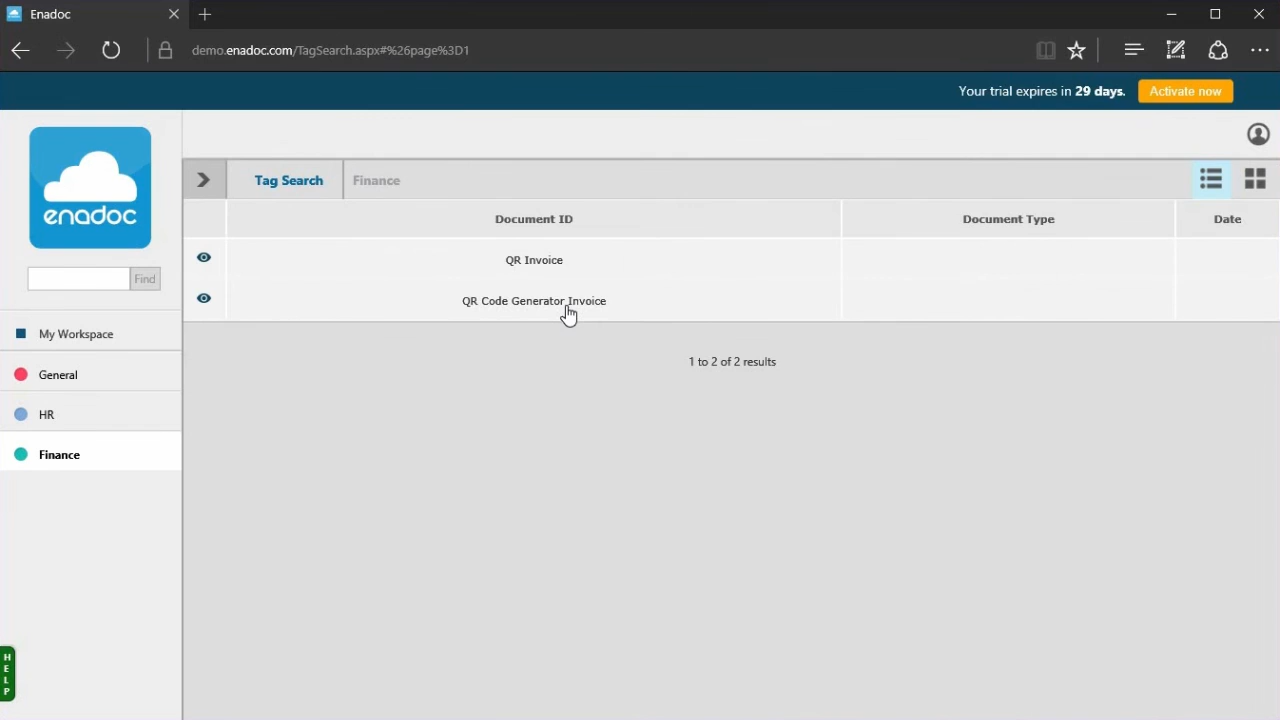 Enadoc
demo.enadoc.com/TagSearch.aspx#%26page%3D1
Your trial expires in 29 days.
Activate now
enadoc
Find
My Workspace
General
HR
Finance
HELP
Tag Search
Finance
Document ID
Document Type
Date
QR Invoice
QR Code Generator Invoice
1 to 2 of 2 results